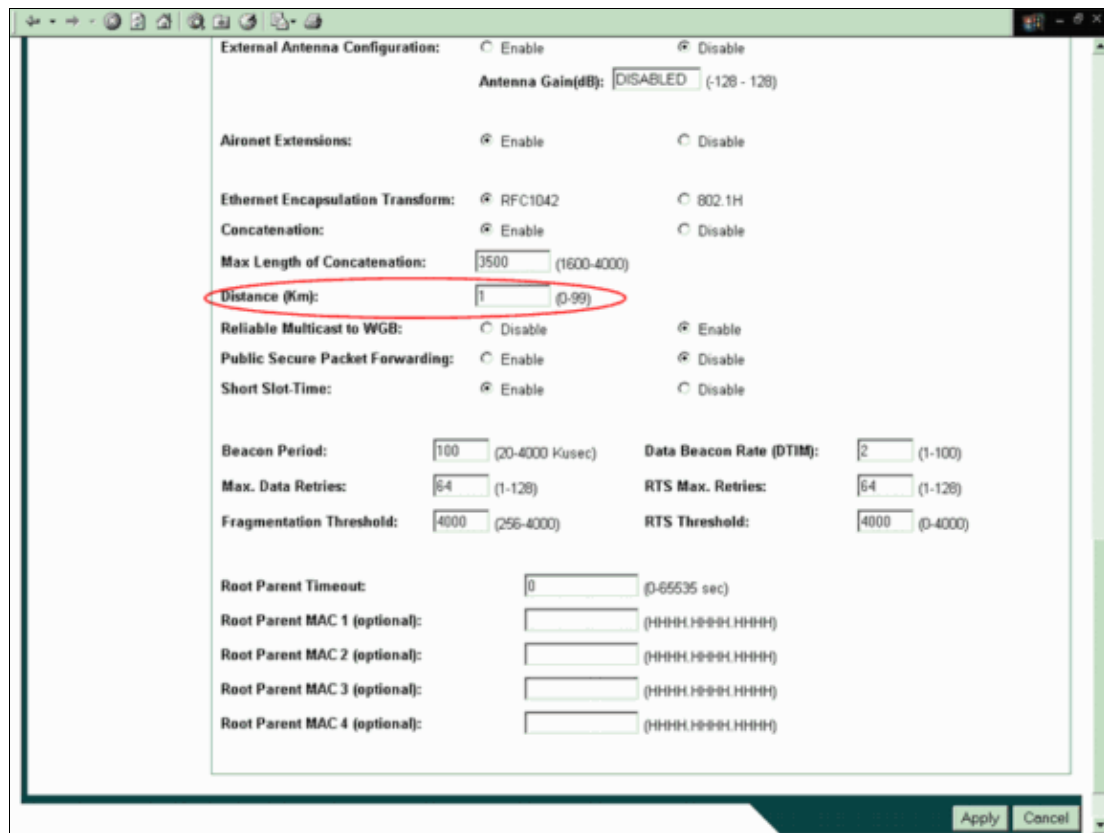 External Antenna Configuration: Enable Disable
Antenna Gain(dB): DISABLED (-128 - 128)
Aironet Extensions: Enable Disable
Ethernet Encapsulation Transform: RFC1042 802.1H
Concatenation: Enable Disable
Max Length of Concatenation: 3500 (1600-4000)
Distance (Km): 1 (0-99)
Reliable Multicast to WGB: Disable Enable
Public Secure Packet Forwarding: Enable Disable
Short Slot-Time: Enable Disable
Beacon Period: 100 (20-4000 Kusec) Data Beacon Rate (DTIM): 2 (1-100)
Max. Data Retries: 64 (1-128) RTS Max. Retries: 64 (1-128)
Fragmentation Threshold: 4000 (256-4000) RTS Threshold: 4000 (0-4000)
Root Parent Timeout: 0 (0-65535 sec)
Root Parent MAC 1 (optional): (HHHH.HHHH.HHHH)
Root Parent MAC 2 (optional): (HHHH.HHHH.HHHH)
Root Parent MAC 3 (optional): (HHHH.HHHH.HHHH)
Root Parent MAC 4 (optional): (HHHH.HHHH.HHHH)
Apply Cancel